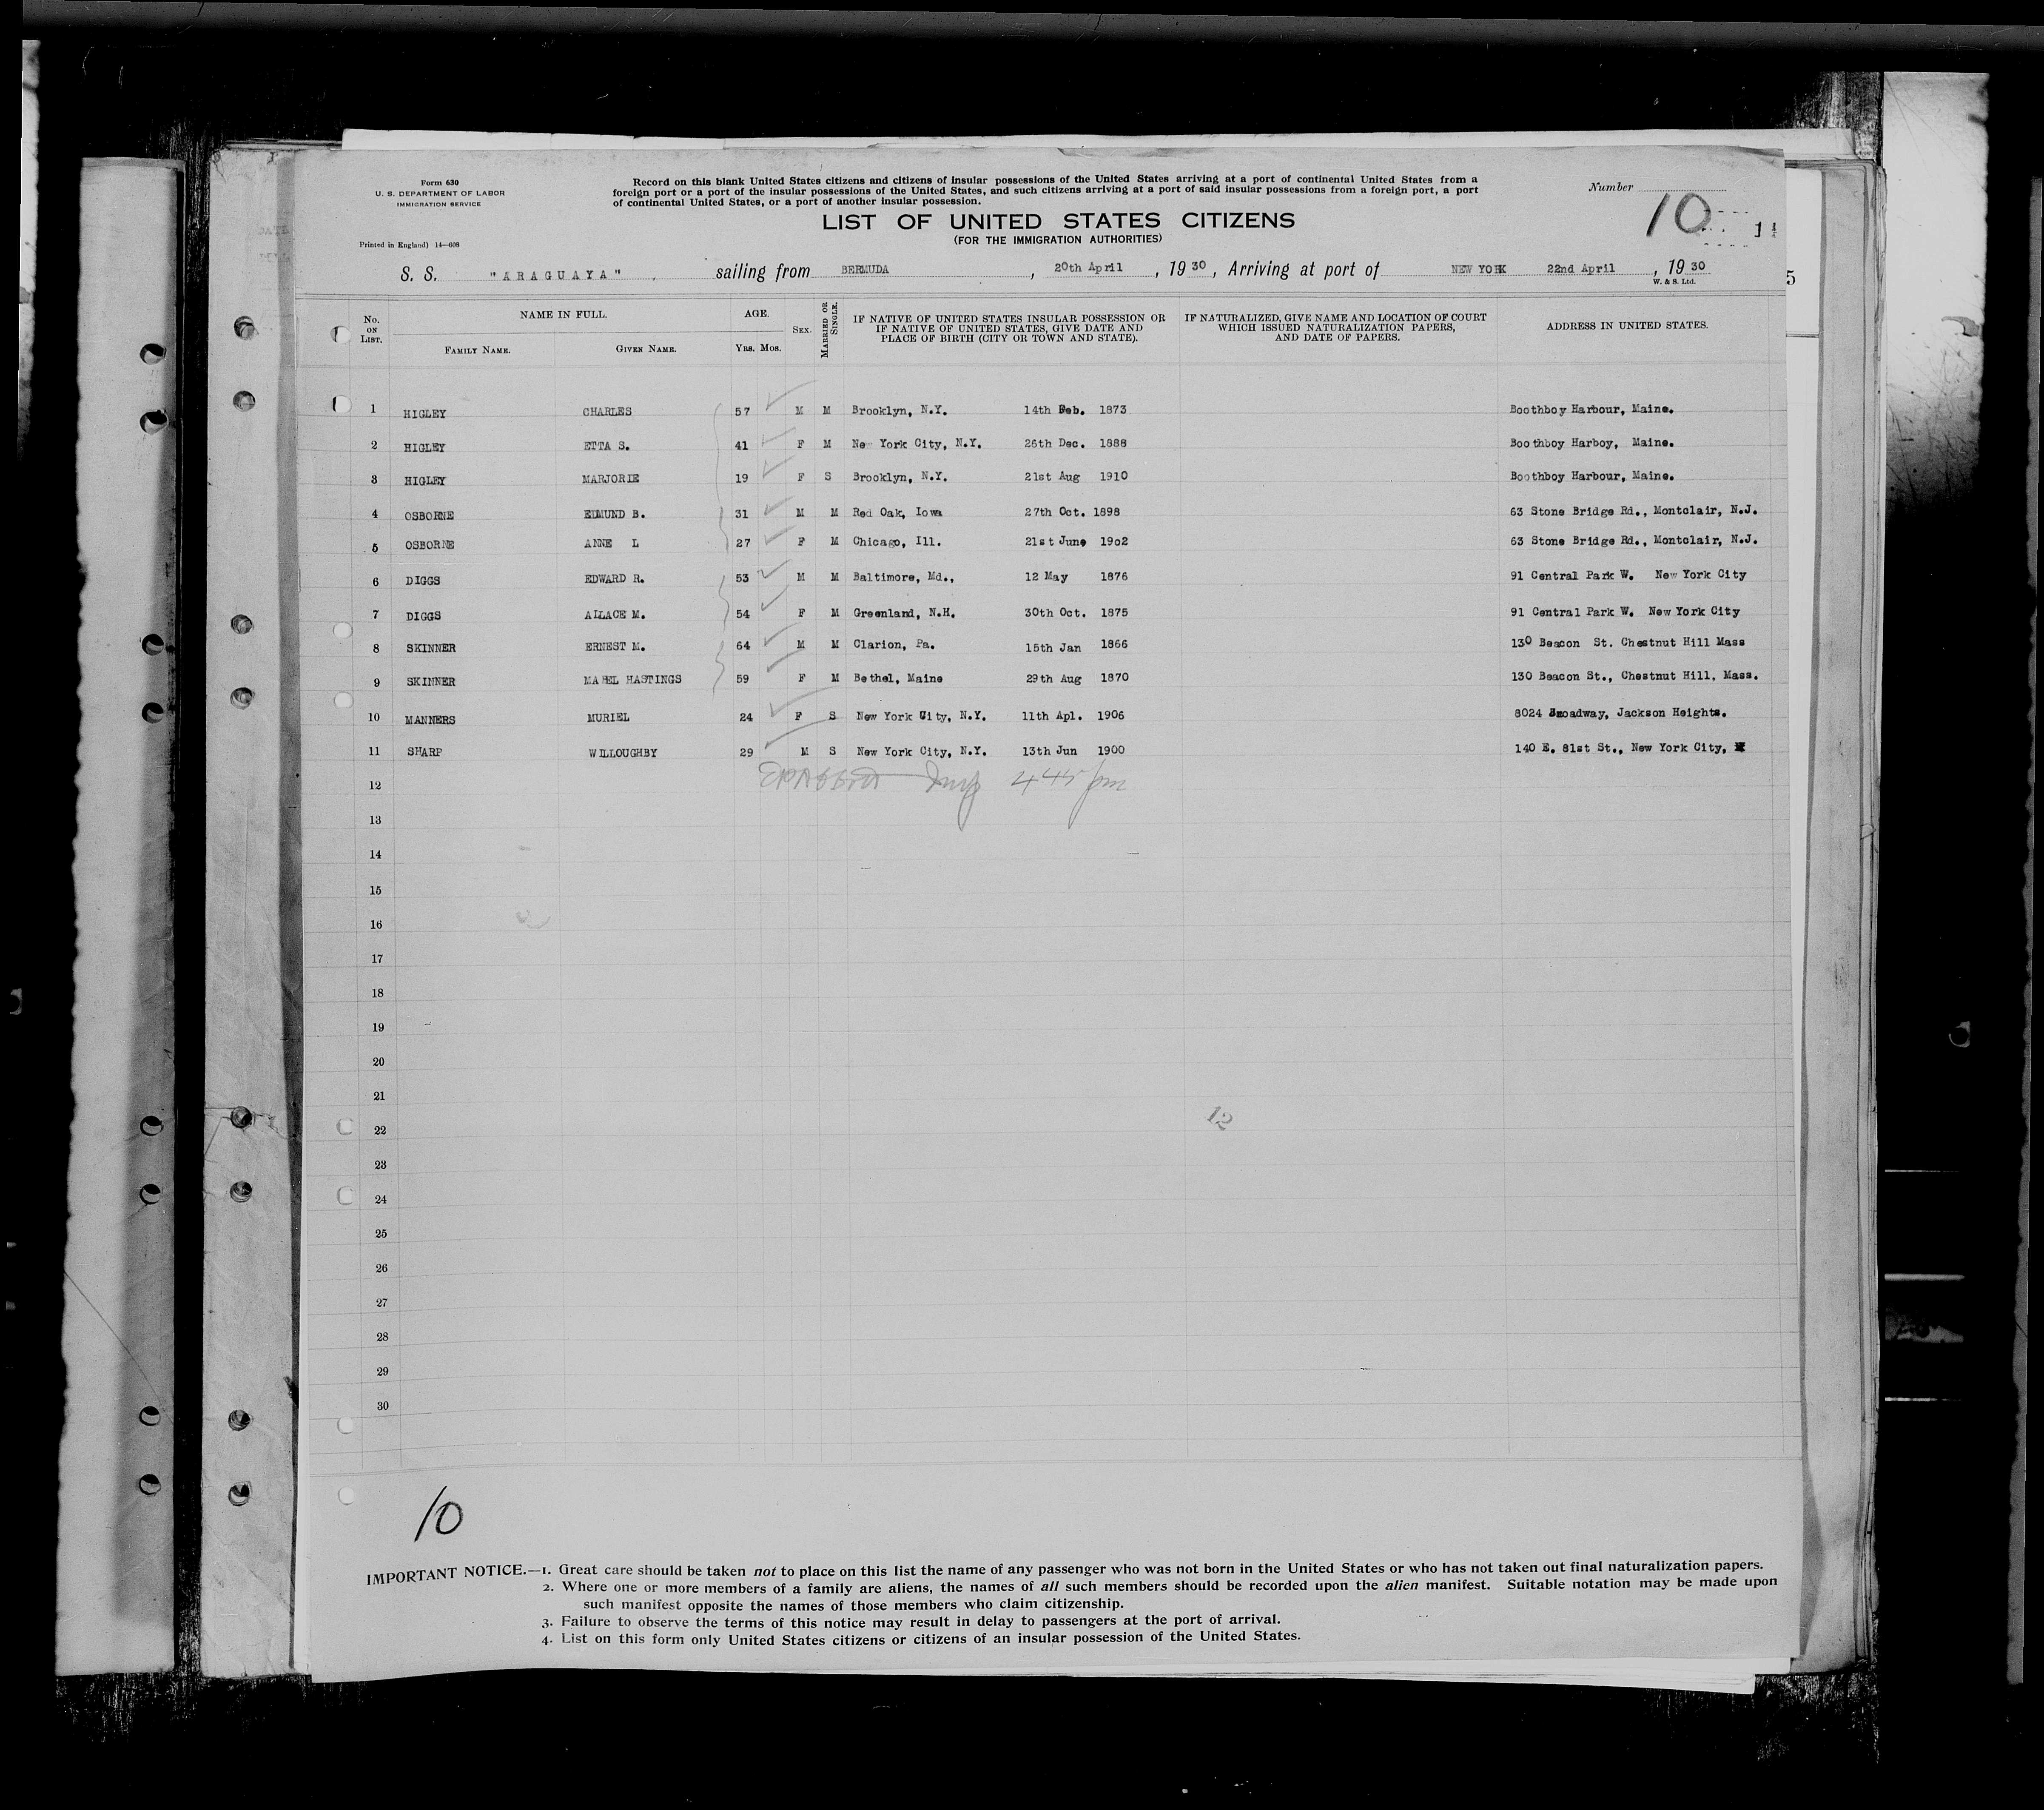 Form 630
U. S. DEPARTMENT OF LABOR
IMMIGRATION SERVICE
Printed in England) 14—608
Record on this blank United States citizens and citizens of insular possessions of the United States arriving at a port of continental United States from a
foreign port or a port of the insular possessions of the United States, and such citizens arriving at a port of said insular possessions from a foreign port, a port
of continental United States, or a port of another insular possession.
LIST OF UNITED STATES CITIZENS
(FOR THE IMMIGRATION AUTHORITIES)
Number
10
S. S. "ARAGUAYA", sailing from BERMUDA, 20th April, 1930, Arriving at port of NEW YORK 22nd April, 1930
W. & S. Ltd.
5
No. ON LIST. NAME IN FULL. FAMILY NAME. GIVEN NAME. AGE. YRS. MOS. SEX. MARRIED OR SINGLE. IF NATIVE OF UNITED STATES INSULAR POSSESSION OR IF NATIVE OF UNITED STATES, GIVE DATE AND PLACE OF BIRTH (CITY OR TOWN AND STATE). IF NATURALIZED, GIVE NAME AND LOCATION OF COURT WHICH ISSUED NATURALIZATION PAPERS, AND DATE OF PAPERS. ADDRESS IN UNITED STATES.
1 HIGLEY CHARLES 57 M M Brooklyn, N.Y. 14th Feb. 1873 Boothboy Harbour, Maine.
2 HIGLEY ETTA S. 41 F M New York City, N.Y. 26th Dec. 1888 Boothboy Harboy, Maine.
3 HIGLEY MARJORIE 19 F S Brooklyn, N.Y. 21st Aug 1910 Boothboy Harbour, Maine.
4 OSBORNE EDMUND B. 31 M M Red Oak, Iowa 27th Oct. 1898 63 Stone Bridge Rd., Montclair, N.J.
5 OSBORNE ANNE L 27 F M Chicago, Ill. 21st June 1902 63 Stone Bridge Rd., Montclair, N.J.
6 DIGGS EDWARD R. 53 M M Baltimore, Md., 12 May 1876 91 Central Park W. New York City
7 DIGGS ALLACE M. 54 F M Greenland, N.H. 30th Oct. 1875 91 Central Park W. New York City
8 SKINNER ERNEST M. 64 M M Clarion, Pa. 15th Jan 1866 130 Beacon St. Chestnut Hill Mass
9 SKINNER MABEL HASTINGS 59 F M Bethel, Maine 29th Aug 1870 130 Beacon St., Chestnut Hill, Mass.
10 MANNERS MURIEL 24 F S New York City, N.Y. 11th Apl. 1906 8024 Broadway, Jackson Heights.
11 SHARP WILLOUGHBY 29 M S New York City, N.Y. 13th Jun 1900 140 E. 81st St., New York City,
445 pm
12
13
14
15
16
17
18
19
20
21
12
22
23
24
25
26
27
28
29
30
10
IMPORTANT NOTICE.—1. Great care should be taken not to place on this list the name of any passenger who was not born in the United States or who has not taken out final naturalization papers.
2. Where one or more members of a family are aliens, the names of all such members should be recorded upon the alien manifest. Suitable notation may be made upon
such manifest opposite the names of those members who claim citizenship.
3. Failure to observe the terms of this notice may result in delay to passengers at the port of arrival.
4. List on this form only United States citizens or citizens of an insular possession of the United States.